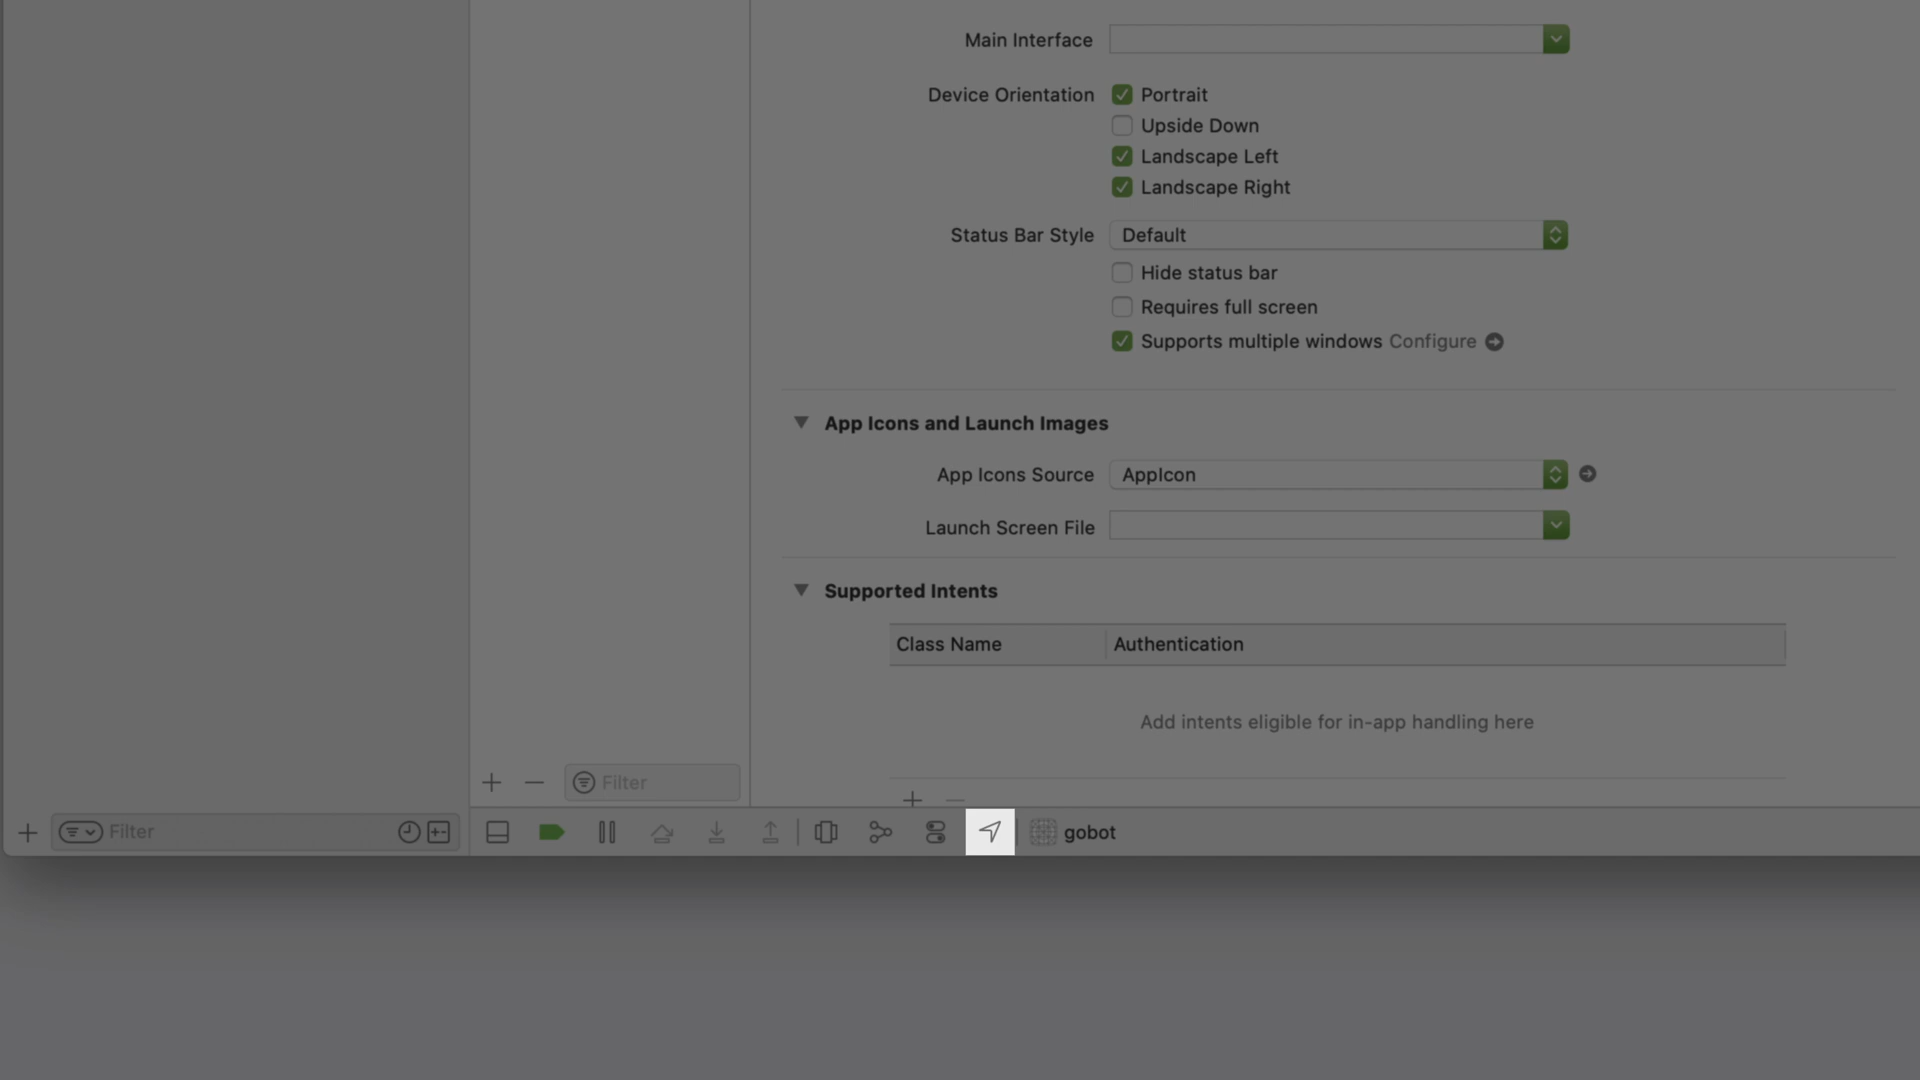 Main Interface
Device Orientation Portrait
Upside Down
Landscape Left
Landscape Right
Status Bar Style Default
Hide status bar
Requires full screen
Supports multiple windows Configure
App Icons and Launch Images
App Icons Source AppIcon
Launch Screen File
Supported Intents
Class Name Authentication
Add intents eligible for in-app handling here
Filter
Filter
gobot